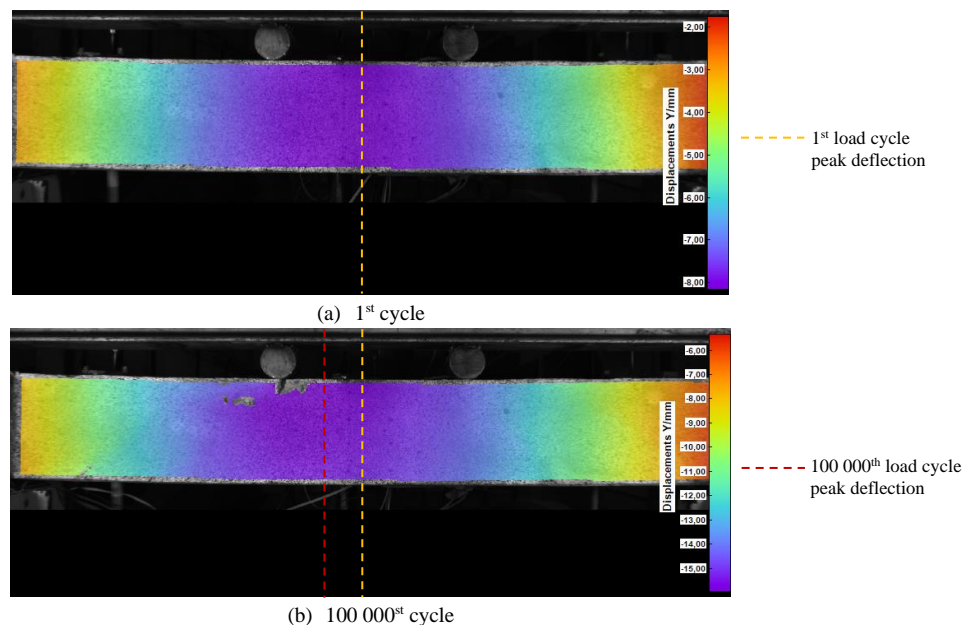 -2,00
-3,00
-4,00
-5,00
-6,00
-7,00
-8,00
Displacements Y/mm
1st load cycle
peak deflection
(a) 1st cycle
-6,00
-7,00
-8,00
-9,00
-10,00
-11,00
-12,00
-13,00
-14,00
-15,00
Displacements Y/mm
100 000th load cycle
peak deflection
(b) 100 000st cycle